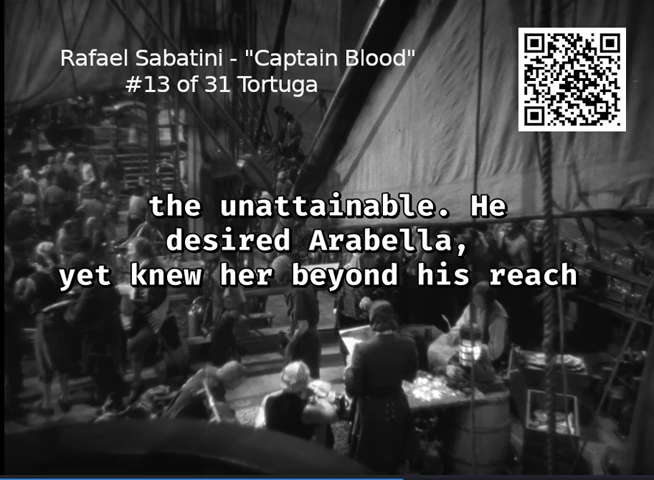 Rafael Sabatini - "Captain Blood"
#13 of 31 Tortuga
the unattainable. He
desired Arabella,
yet knew her beyond his reach